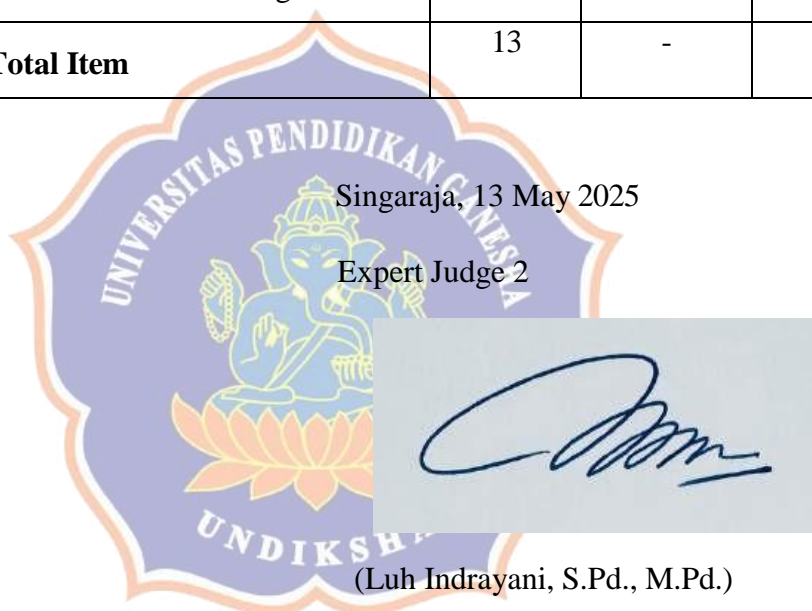 Total Item 13 -
UNIVERSITAS PENDIDIKAN GANESHA
Singaraja, 13 May 2025
Expert Judge 2
UNDIKSHA
(Luh Indrayani, S.Pd., M.Pd.)